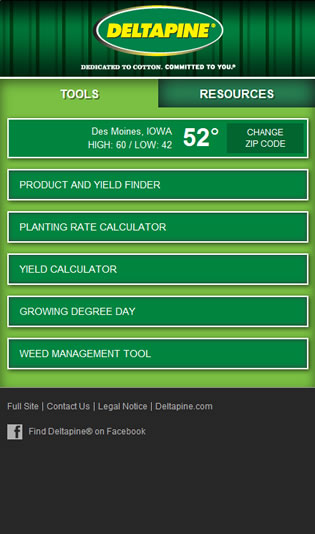 DELTAPINE®
DEDICATED TO COTTON. COMMITTED TO YOU.®
TOOLS
RESOURCES
Des Moines, IOWA
HIGH: 60 / LOW: 42
52°
CHANGE
ZIP CODE
PRODUCT AND YIELD FINDER
PLANTING RATE CALCULATOR
YIELD CALCULATOR
GROWING DEGREE DAY
WEED MANAGEMENT TOOL
Full Site | Contact Us | Legal Notice | Deltapine.com
f Find Deltapine® on Facebook